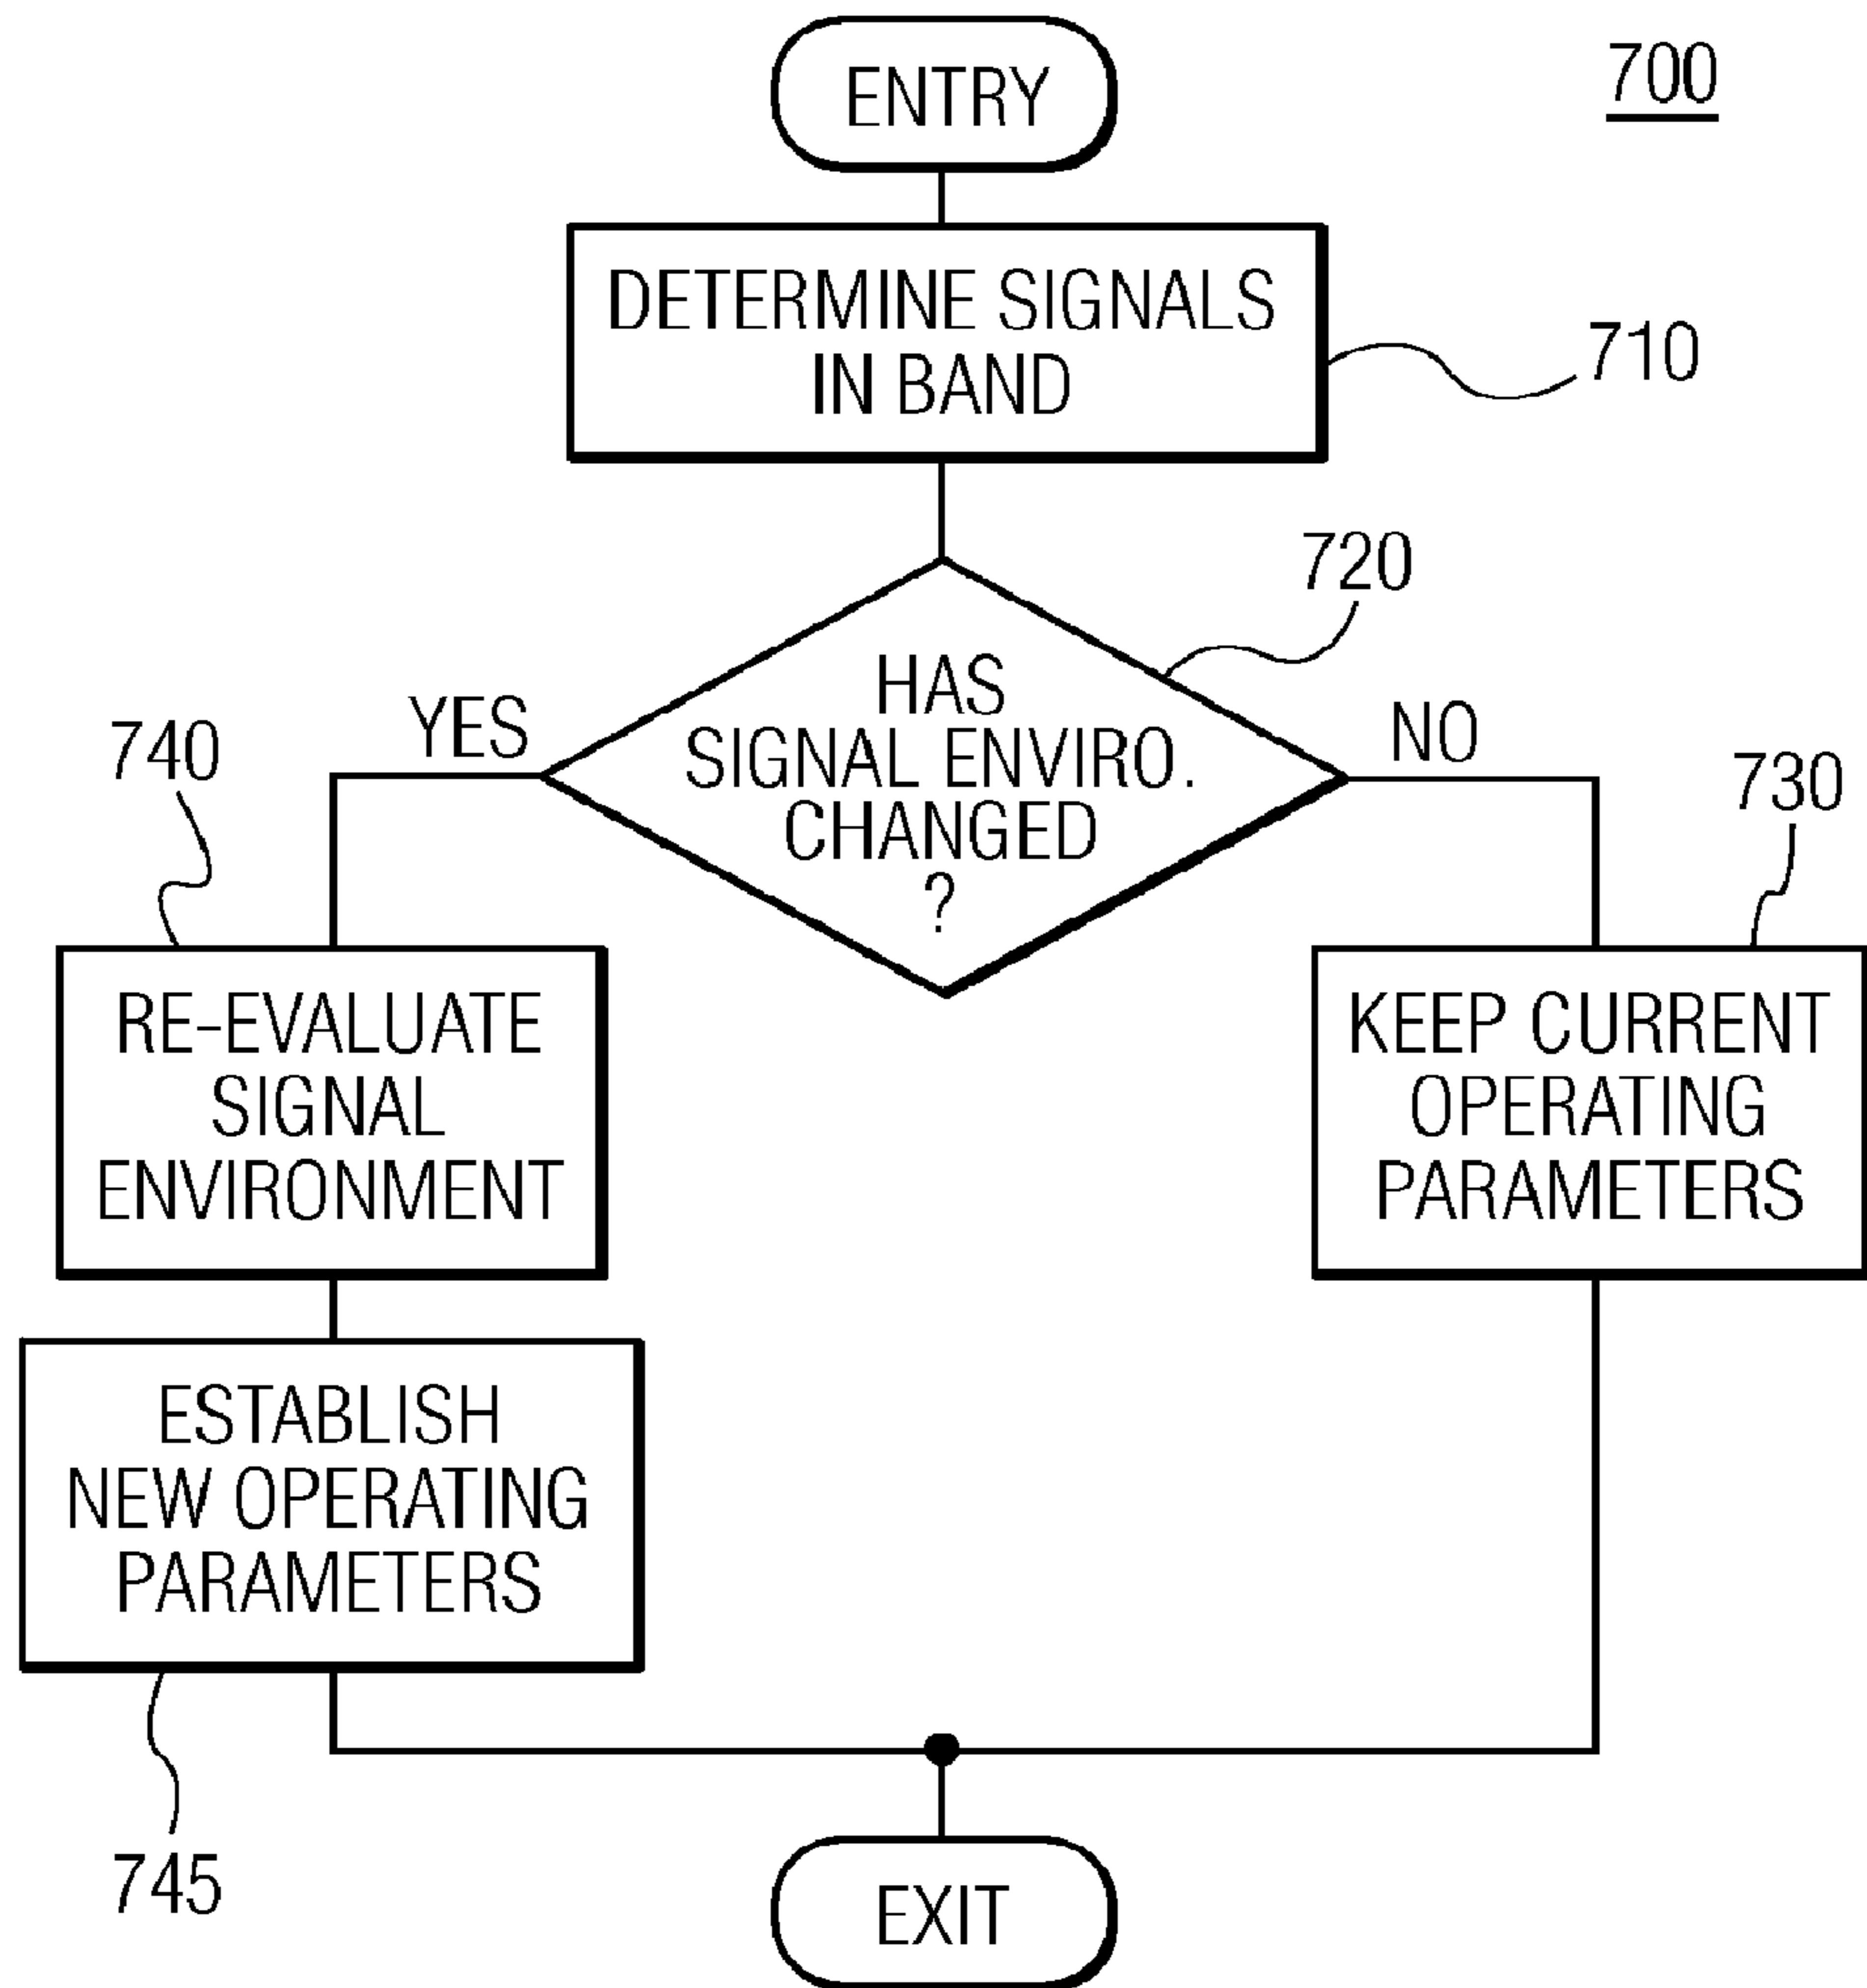 ENTRY
700
DETERMINE SIGNALS
IN BAND
710
720
HAS
SIGNAL ENVIRO.
CHANGED
?
YES
NO
740
730
RE-EVALUATE
SIGNAL
ENVIRONMENT
KEEP CURRENT
OPERATING
PARAMETERS
ESTABLISH
NEW OPERATING
PARAMETERS
745
EXIT